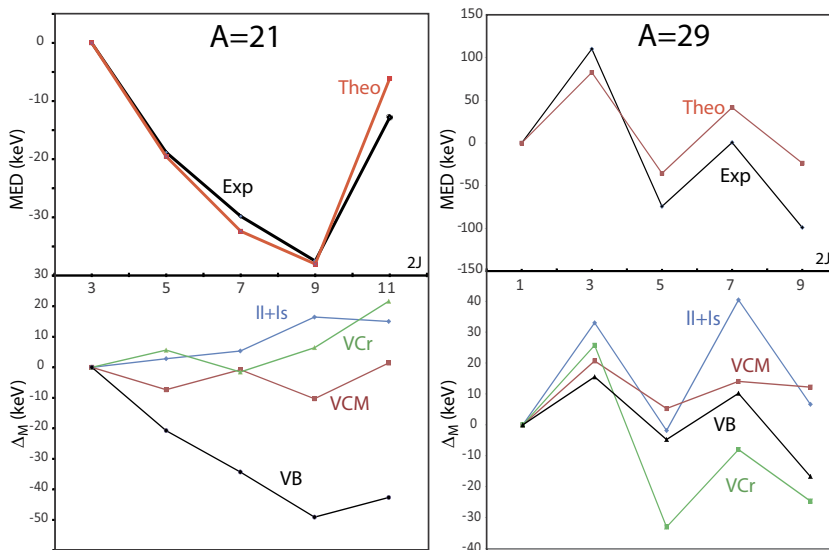 A=21
MED (keV)
0
-10
-20
-30
30
Theo
Exp
2J
3
5
7
9
11
Δ_M (keV)
20
10
0
-10
-20
-30
-40
-50
ll+ls
VCr
VCM
VB
A=29
MED (keV)
100
50
0
-50
-100
-150
Theo
Exp
2J
1
3
5
7
9
Δ_M (keV)
40
30
20
10
0
-10
-20
-30
-40
ll+ls
VCM
VB
VCr